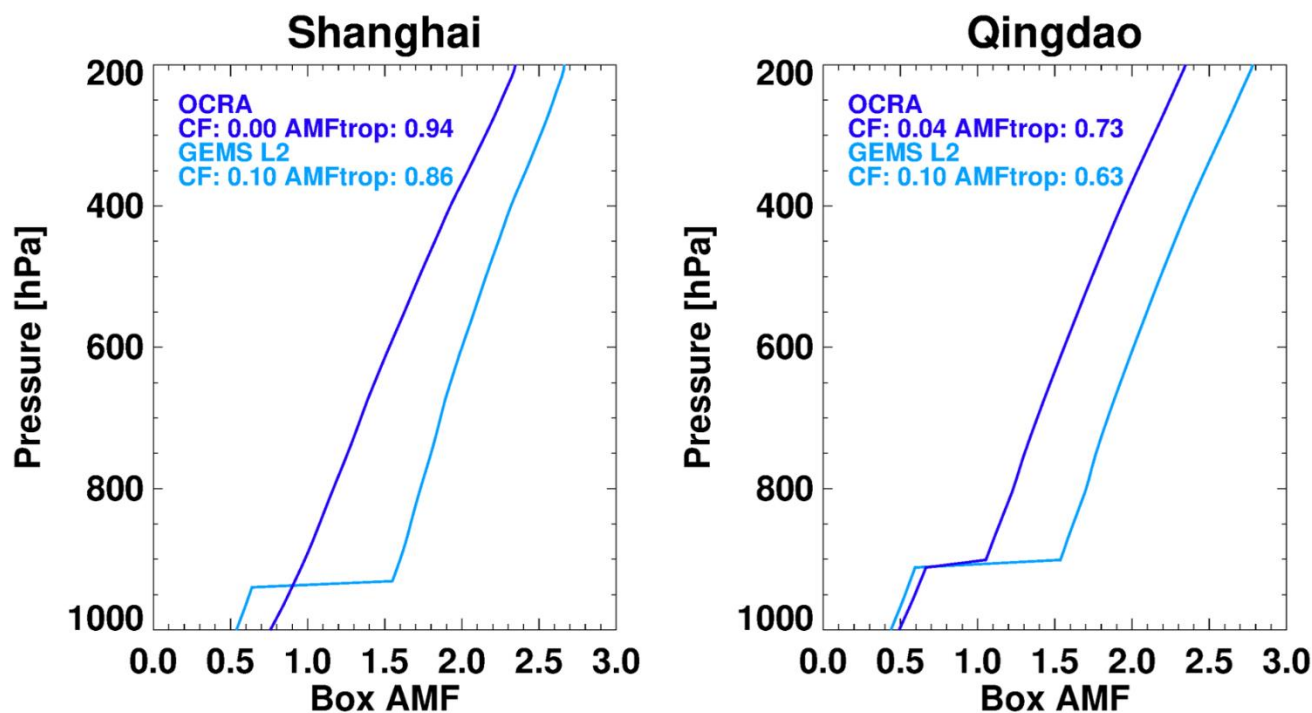 Shanghai
200
400
600
800
1000
Pressure [hPa]
OCRA
CF: 0.00 AMFtrop: 0.94
GEMS L2
CF: 0.10 AMFtrop: 0.86
0.0 0.5 1.0 1.5 2.0 2.5 3.0
Box AMF
Qingdao
200
400
600
800
1000
Pressure [hPa]
OCRA
CF: 0.04 AMFtrop: 0.73
GEMS L2
CF: 0.10 AMFtrop: 0.63
0.0 0.5 1.0 1.5 2.0 2.5 3.0
Box AMF